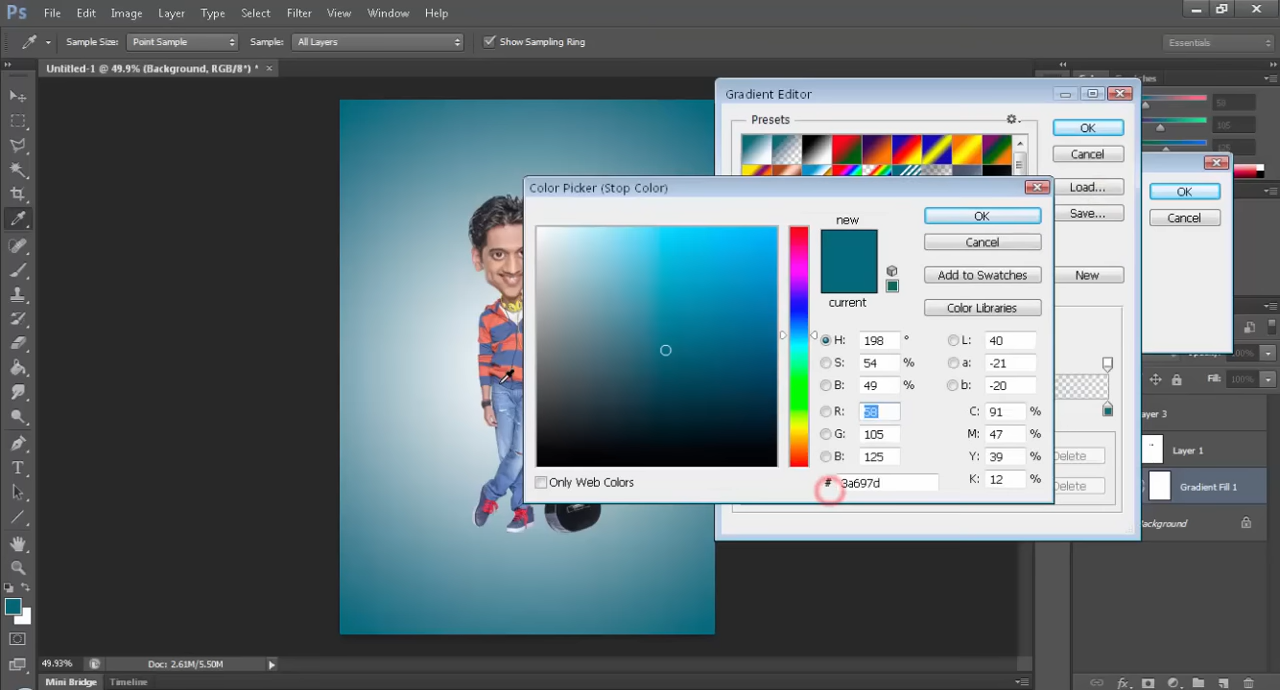 Ps File Edit Image Layer Type Select Filter View Window Help
Sample Size: Point Sample Sample: All Layers Show Sampling Ring Essentials
Untitled-1 @ 49.9% (Background, RGB/8*) * ×
Gradient Editor
Presets
OK
Cancel
Load...
Save...
New
Delete
Delete
OK
Cancel
Color Picker (Stop Color)
new
current
OK
Cancel
Add to Swatches
Color Libraries
H: 198 ° L: 40
S: 54 % a: -21
B: 49 % b: -20
R: 58 C: 91 %
G: 105 M: 47 %
B: 125 Y: 39 %
# 3a697d K: 12 %
Only Web Colors
58
105
125
Fill: 100%
Layer 1
Gradient Fill 1
49.93% Doc: 2.61M/5.50M
Mini Bridge Timeline